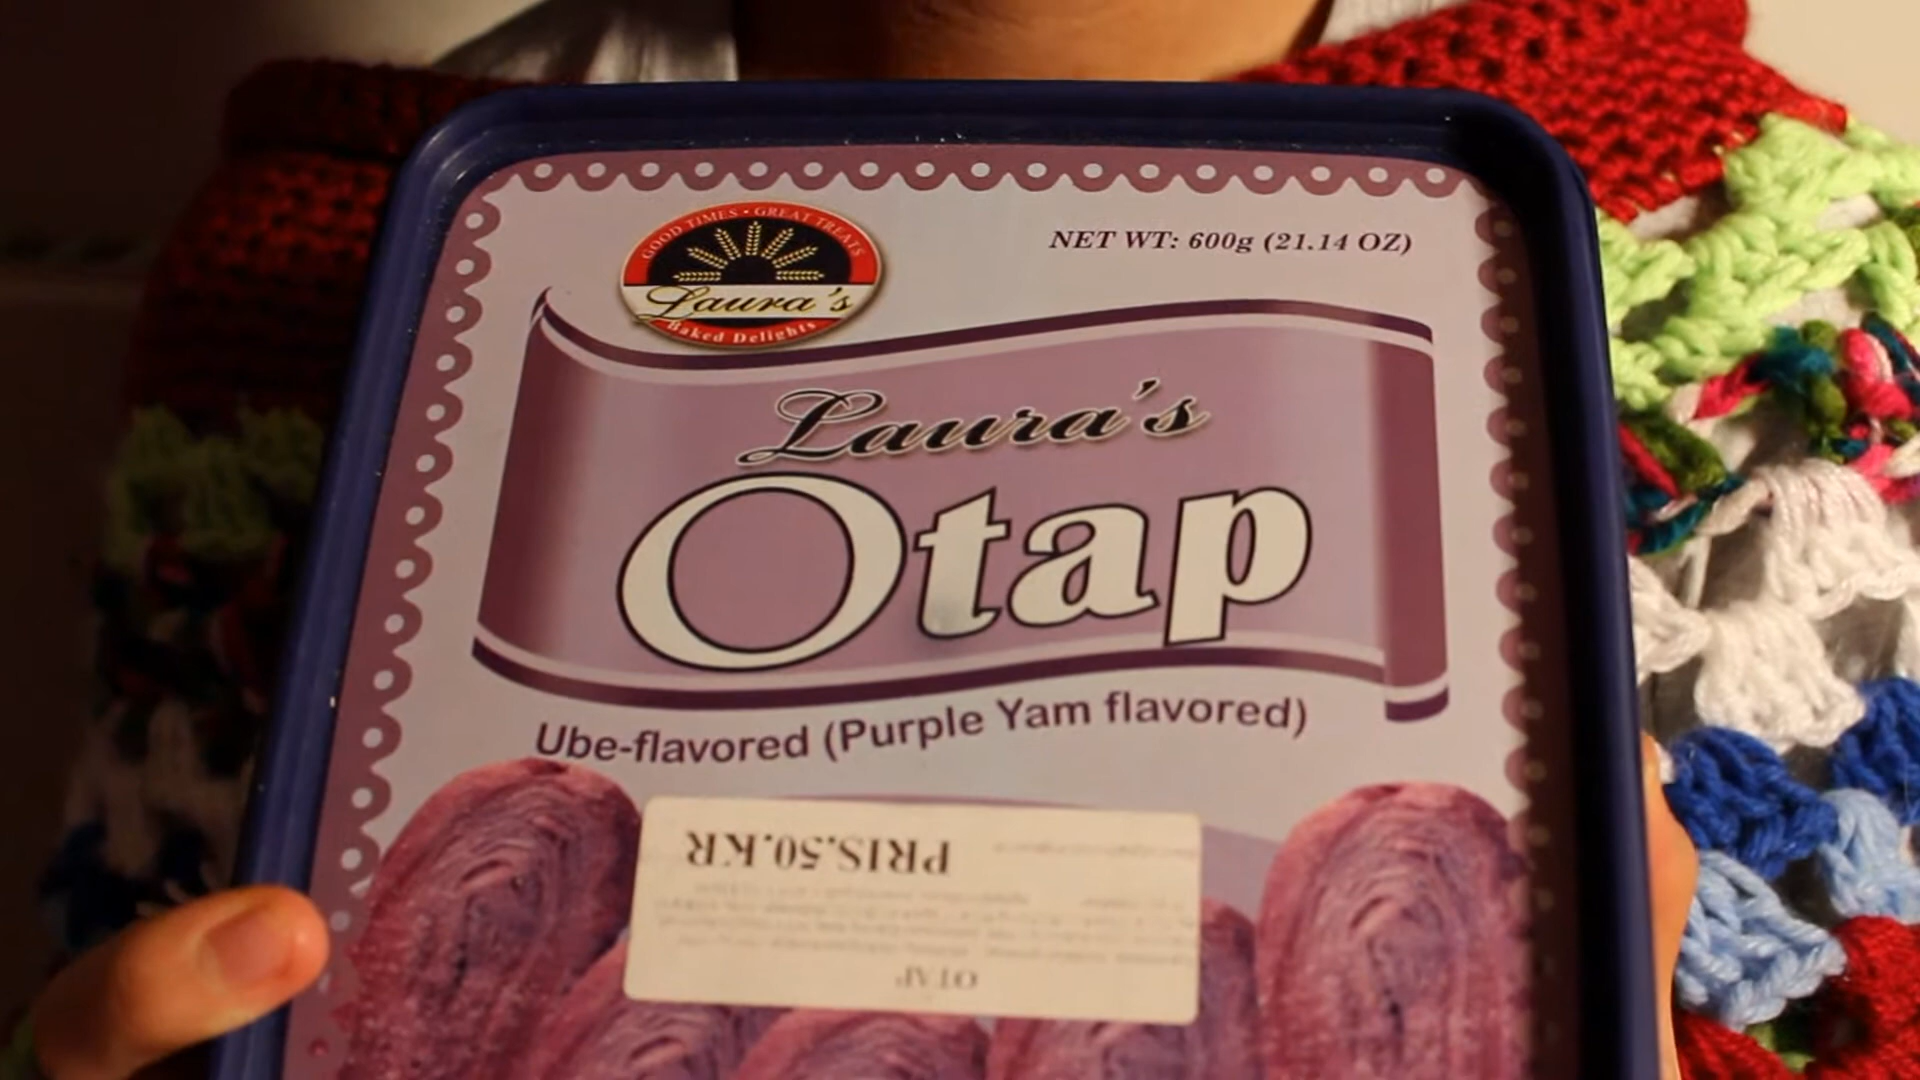 GOOD TIMES • GREAT TREATS
Laura's
Baked Delights
NET WT: 600g (21.14 OZ)
Laura's
Otap
Ube-flavored (Purple Yam flavored)
PRIS.50.KR
OTAP